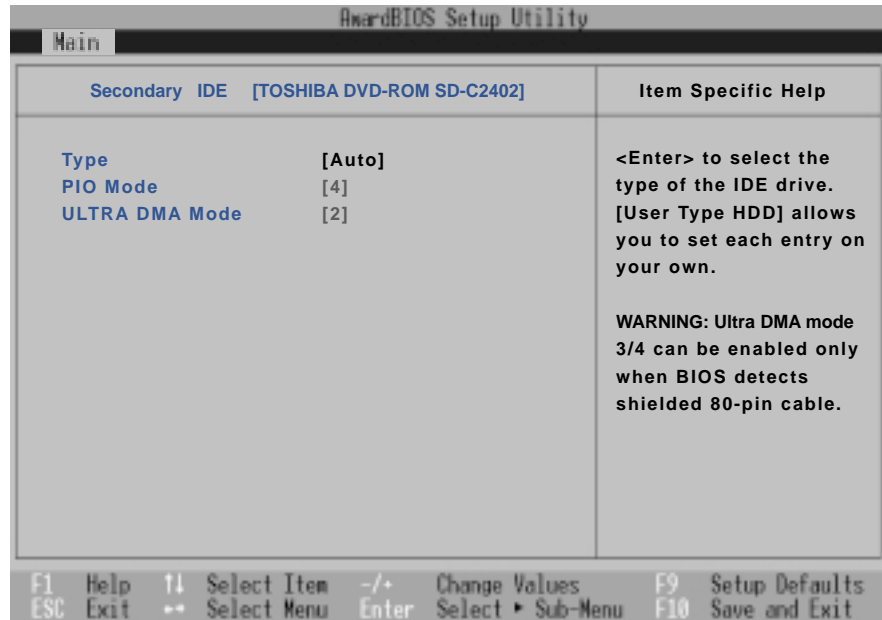 AwardBIOS Setup Utility
Main
Secondary IDE [TOSHIBA DVD-ROM SD-C2402]
Item Specific Help
Type [Auto]
PIO Mode [4]
ULTRA DMA Mode [2]
<Enter> to select the
type of the IDE drive.
[User Type HDD] allows
you to set each entry on
your own.
WARNING: Ultra DMA mode
3/4 can be enabled only
when BIOS detects
shielded 80-pin cable.
F1 Help ↑↓ Select Item -/+ Change Values F9 Setup Defaults
ESC Exit ←→ Select Menu Enter Select ▸ Sub-Menu F10 Save and Exit